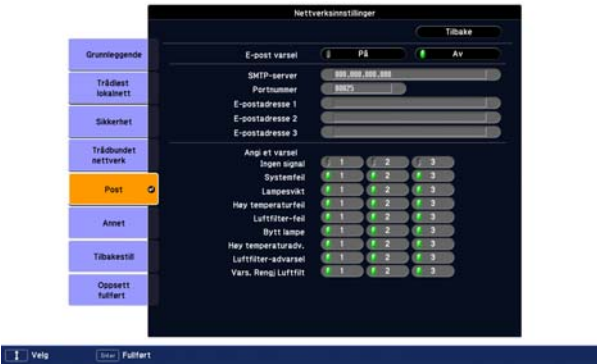 Nettverksinnstillinger
Tilbake
Grunnleggende
Trådløst
lokalnett
Sikkerhet
Trådbundet
nettverk
Post
Annet
Tilbakestill
Oppsett
fullført
E-post varsel På Av
SMTP-server 000.000.000.000
Portnummer 00025
E-postadresse 1
E-postadresse 2
E-postadresse 3
Angi et varsel
Ingen signal 1 2 3
Systemfeil 1 2 3
Lampesvikt 1 2 3
Høy temperaturfeil 1 2 3
Luftfilter-feil 1 2 3
Bytt lampe 1 2 3
Høy temperaturadv. 1 2 3
Luftfilter-advarsel 1 2 3
Vars. Rengj Luftfilt 1 2 3
Velg Enter Fullført